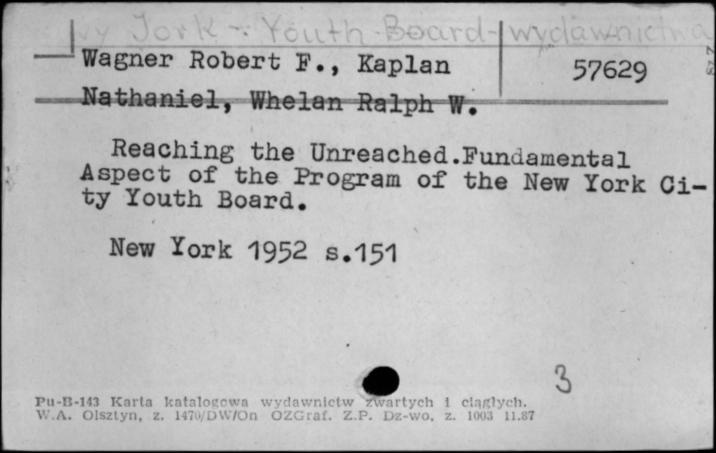 Nowy Jork - Youth Board - wydawnictwa
Wagner Robert F., Kaplan
57629
Nathaniel, Whelan Ralph W.
Reaching the Unreached.Fundamental
Aspect of the Program of the New York Ci-
ty Youth Board.
New York 1952 s.151
3
Pu-B-143 Karta katalogowa wydawnictw zwartych i ciągłych.
W.A. Olsztyn, z. 1470/DW/On OZGraf. Z.P. Dz-wo, z. 1003 11.87